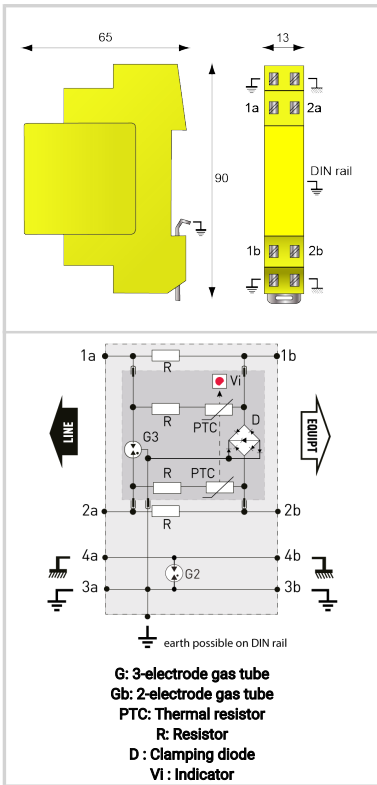 65
13
1a
2a
90
DIN rail
1b
2b
1a
R
1b
Vi
LINE
R
PTC
D
EQUIPT
G3
R
PTC
2a
R
2b
4a
4b
G2
3a
3b
earth possible on DIN rail
G: 3-electrode gas tube
Gb: 2-electrode gas tube
PTC: Thermal resistor
R: Resistor
D : Clamping diode
Vi : Indicator